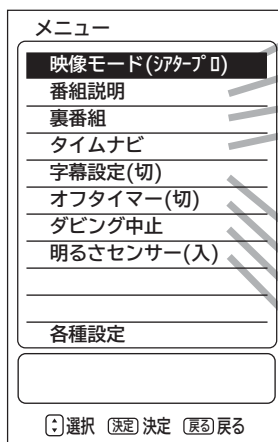 メニュー
映像モード(ｼｱﾀｰﾌﾟﾛ)
番組説明
裏番組
タイムナビ
字幕設定(切)
オフタイマー(切)
ダビング中止
明るさセンサー(入)
各種設定
選択 決定 決定 戻る 戻る